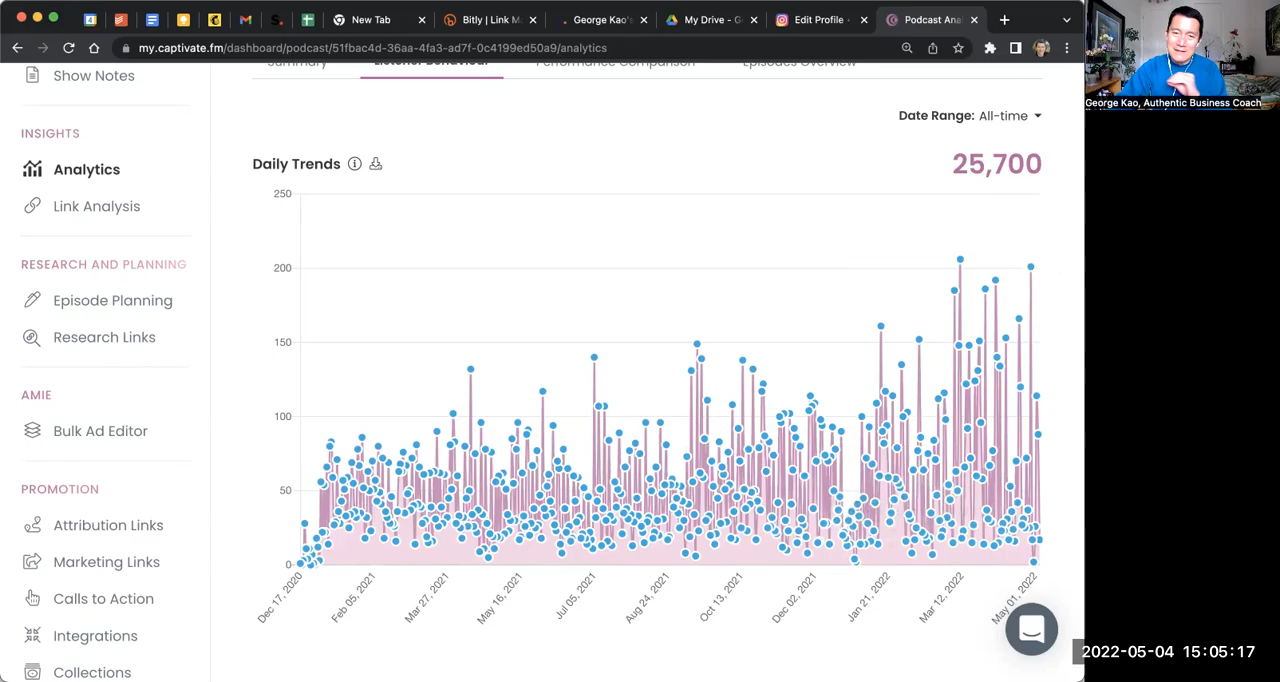 New Tab
Bitly | Link M
George Kao's
My Drive - G
Edit Profile
Podcast Ana
my.captivate.fm/dashboard/podcast/51fbac4d-36aa-4fa3-ad7f-0c4199ed50a9/analytics
George Kao, Authentic Business Coach
Show Notes
INSIGHTS
Analytics
Link Analysis
RESEARCH AND PLANNING
Episode Planning
Research Links
AMIE
Bulk Ad Editor
PROMOTION
Attribution Links
Marketing Links
Calls to Action
Integrations
Collections
Summary
Listener Behaviour
Performance Comparison
Episodes Overview
Date Range: All-time
Daily Trends
25,700
250
200
150
100
50
0
Dec 17, 2020
Feb 05, 2021
Mar 27, 2021
May 16, 2021
Jul 05, 2021
Aug 24, 2021
Oct 13, 2021
Dec 02, 2021
Jan 21, 2022
Mar 12, 2022
May 01, 2022
2022-05-04 15:05:17